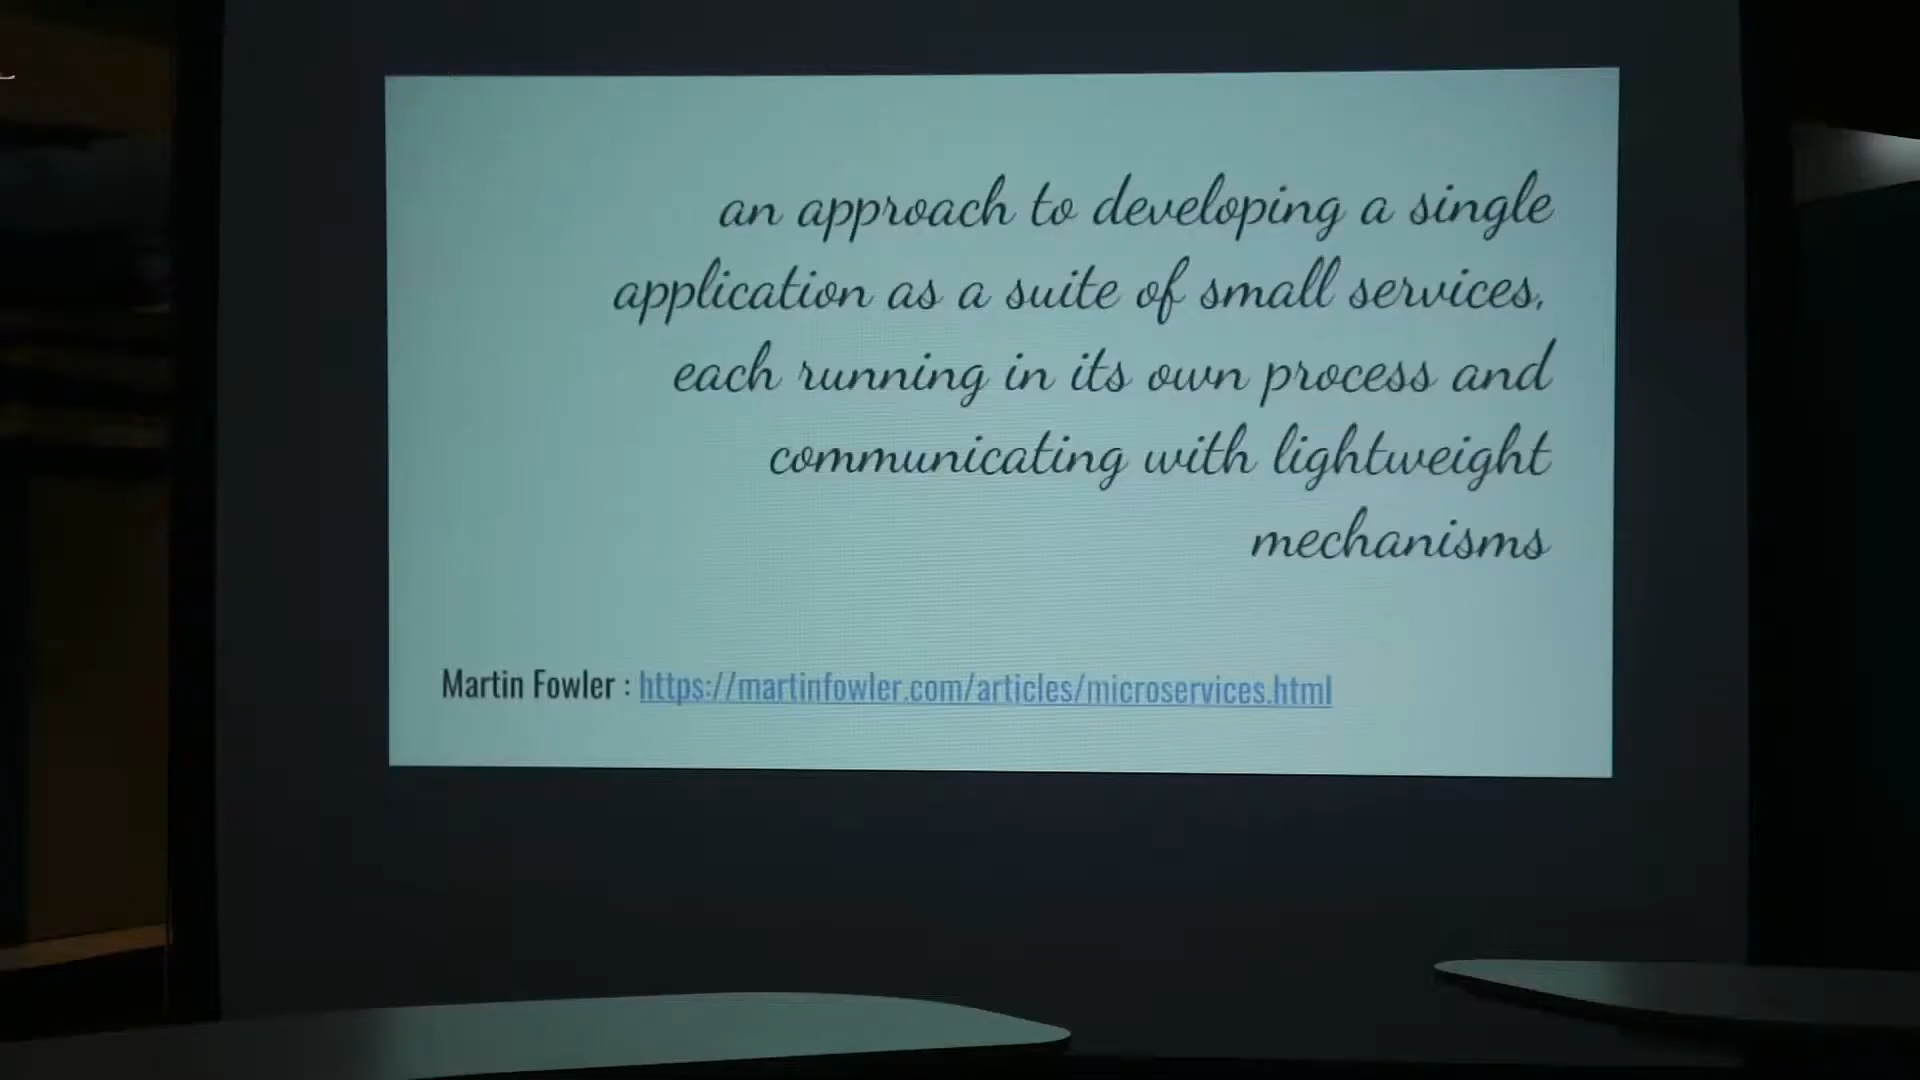 an approach to developing a single
application as a suite of small services,
each running in its own process and
communicating with lightweight
mechanisms
Martin Fowler : https://martinfowler.com/articles/microservices.html